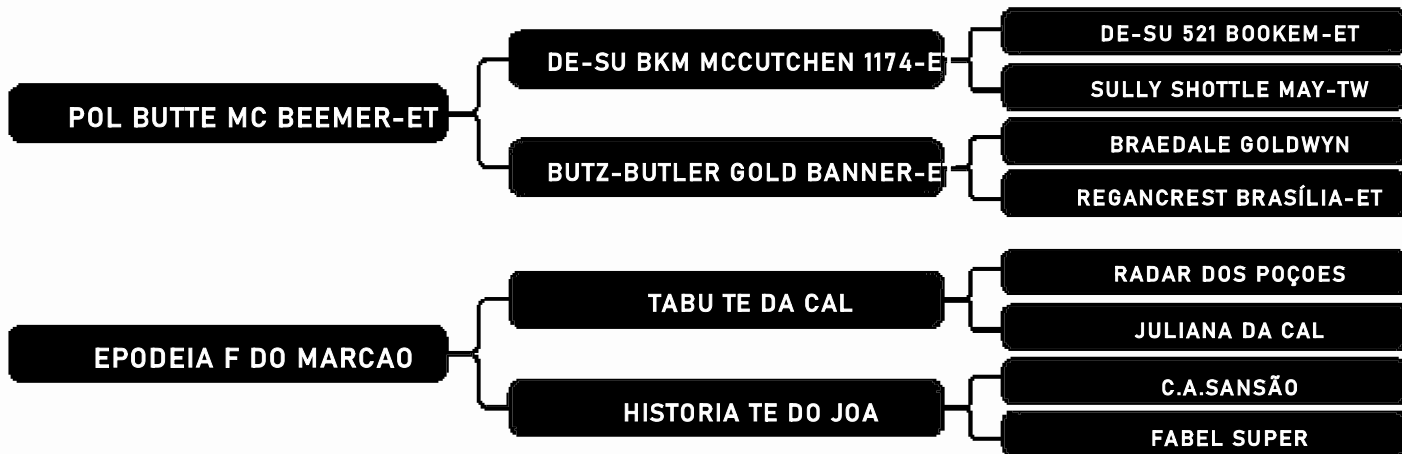 POL BUTTE MC BEEMER-ET
DE-SU BKM MCCUTCHEN 1174-ET
DE-SU 521 BOOKEM-ET
SULLY SHOTTLE MAY-TW
BUTZ-BUTLER GOLD BANNER-ET
BRAEDALE GOLDWYN
REGANCREST BRASÍLIA-ET
EPODEIA F DO MARCAO
TABU TE DA CAL
RADAR DOS POÇOES
JULIANA DA CAL
HISTORIA TE DO JOA
C.A.SANSÃO
FABEL SUPER